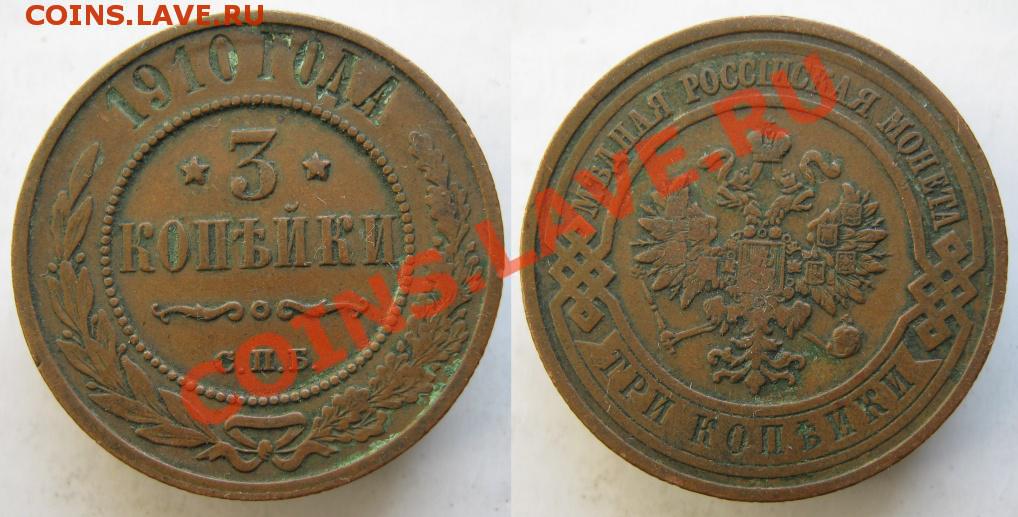 COINS.LAVE.RU
1910 ГОДА
3
КОПѢЙКИ
С.П.Б.
COINS.LAVE.RU
МѢДНАЯ РОССІЙСКАЯ МОНЕТА
ТРИ КОПѢЙКИ